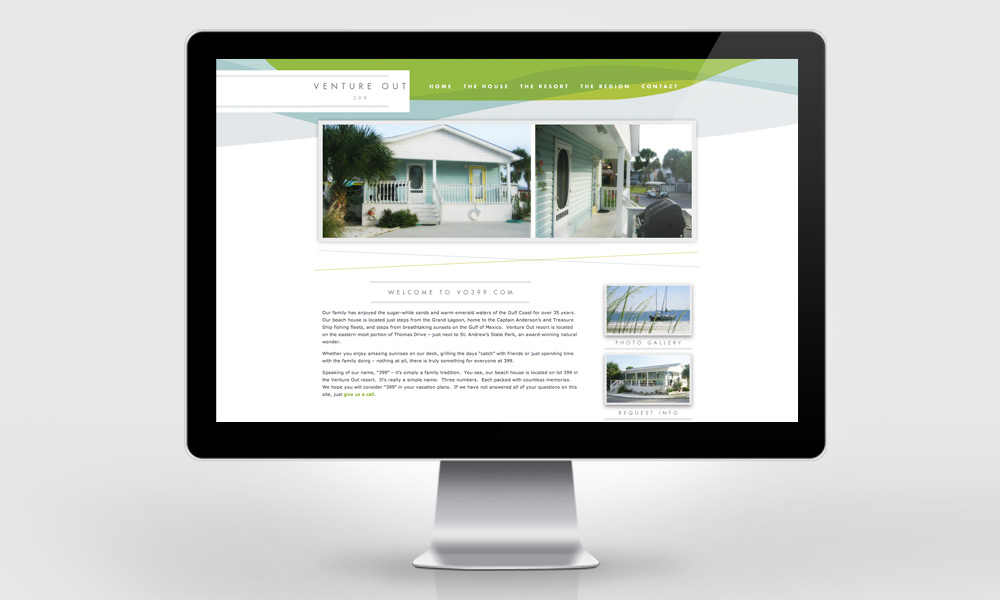 VENTURE OUT
399
HOME THE HOUSE THE RESORT THE REGION CONTACT
WELCOME TO VO399.COM
Our family has enjoyed the sugar-white sands and warm emerald waters of the Gulf Coast for over 35 years.
Our beach house is located just steps from the Grand Lagoon, home to the Captain Anderson's and Treasure
Ship fishing fleets, and steps from breathtaking sunsets on the Gulf of Mexico. Venture Out resort is located
on the eastern most portion of Thomas Drive – just next to St. Andrew's State Park, an award-winning natural
wonder.
Whether you enjoy amazing sunrises on our deck, grilling the days "catch" with friends or just spending time
with the family doing – nothing at all, there is truly something for everyone at 399.
Speaking of our name, "399" – it's simply a family tradition. You see, our beach house is located on lot 399 in
the Venture Out resort. It's really a simple name. Three numbers. Each packed with countless memories.
We hope you will consider "399" in your vacation plans. If we have not answered all of your questions on this
site, just give us a call.
PHOTO GALLERY
REQUEST INFO